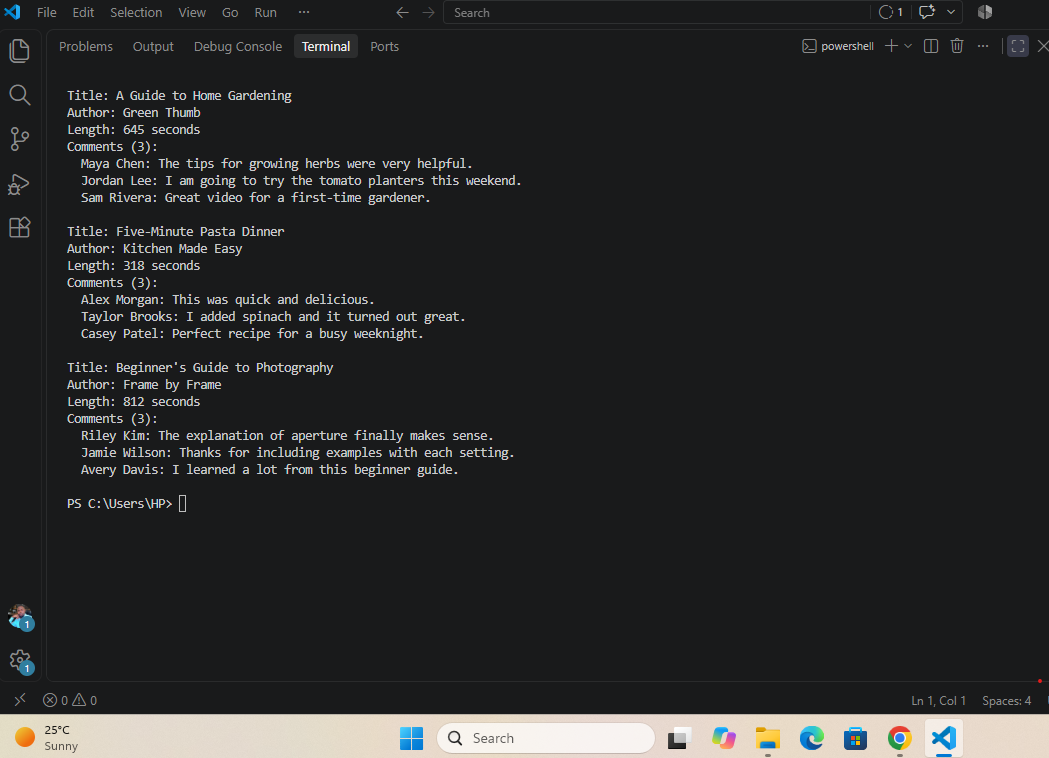 File Edit Selection View Go Run ···
Search
1
Problems Output Debug Console Terminal Ports
powershell
Title: A Guide to Home Gardening
Author: Green Thumb
Length: 645 seconds
Comments (3):
Maya Chen: The tips for growing herbs were very helpful.
Jordan Lee: I am going to try the tomato planters this weekend.
Sam Rivera: Great video for a first-time gardener.
Title: Five-Minute Pasta Dinner
Author: Kitchen Made Easy
Length: 318 seconds
Comments (3):
Alex Morgan: This was quick and delicious.
Taylor Brooks: I added spinach and it turned out great.
Casey Patel: Perfect recipe for a busy weeknight.
Title: Beginner's Guide to Photography
Author: Frame by Frame
Length: 812 seconds
Comments (3):
Riley Kim: The explanation of aperture finally makes sense.
Jamie Wilson: Thanks for including examples with each setting.
Avery Davis: I learned a lot from this beginner guide.
PS C:\Users\HP>
1
1
0 0
Ln 1, Col 1 Spaces: 4
25°C
Sunny
Search